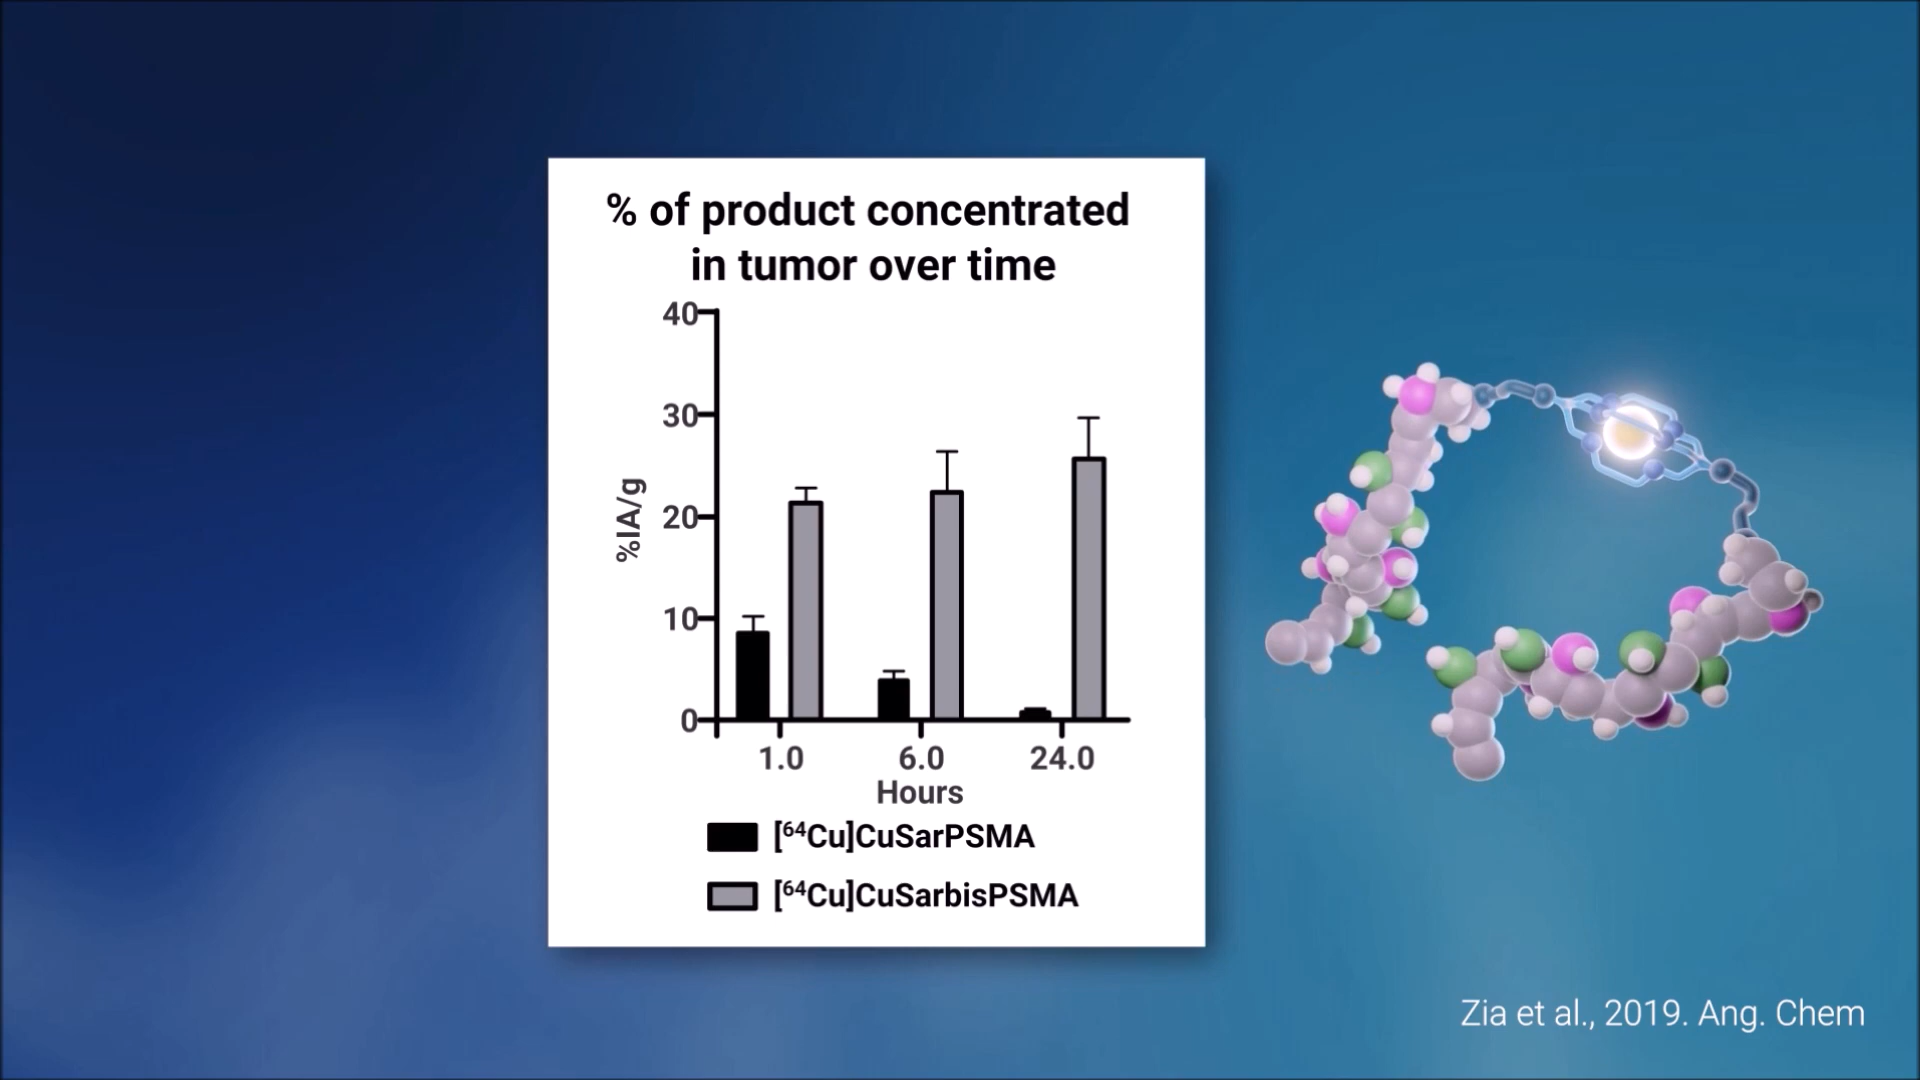 % of product concentrated
in tumor over time
40
30
20
10
0
%IA/g
1.0 6.0 24.0
Hours
[⁶⁴Cu]CuSarPSMA
[⁶⁴Cu]CuSarbisPSMA
Zia et al., 2019. Ang. Chem